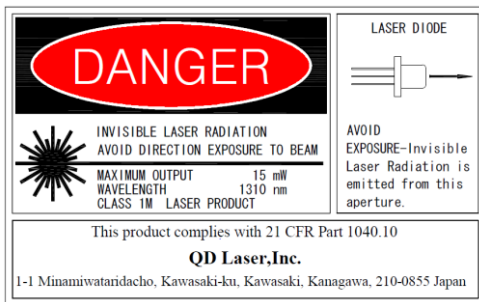 DANGER
INVISIBLE LASER RADIATION
AVOID DIRECTION EXPOSURE TO BEAM
MAXIMUM OUTPUT 15 mW
WAVELENGTH 1310 nm
CLASS 1M LASER PRODUCT
LASER DIODE
AVOID
EXPOSURE-Invisible
Laser Radiation is
emitted from this
aperture.
This product complies with 21 CFR Part 1040.10
QD Laser,Inc.
1-1 Minamiwataridacho, Kawasaki-ku, Kawasaki, Kanagawa, 210-0855 Japan